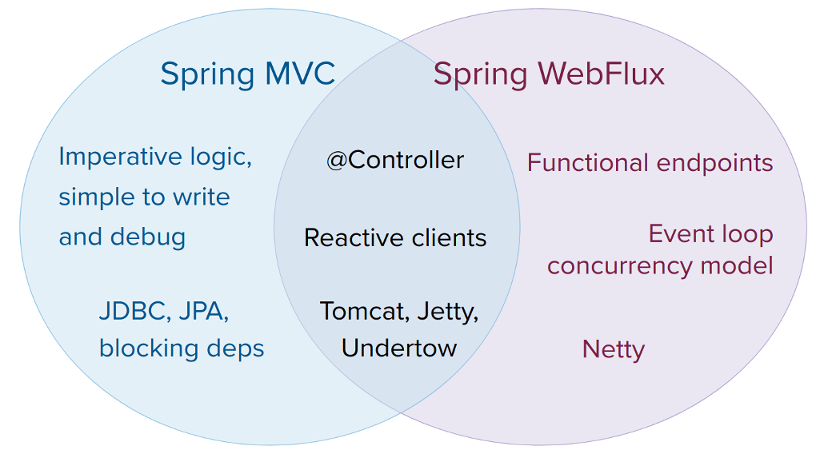 Spring MVC
Spring WebFlux
Imperative logic,
simple to write
and debug
JDBC, JPA,
blocking deps
@Controller
Reactive clients
Tomcat, Jetty,
Undertow
Functional endpoints
Event loop
concurrency model
Netty